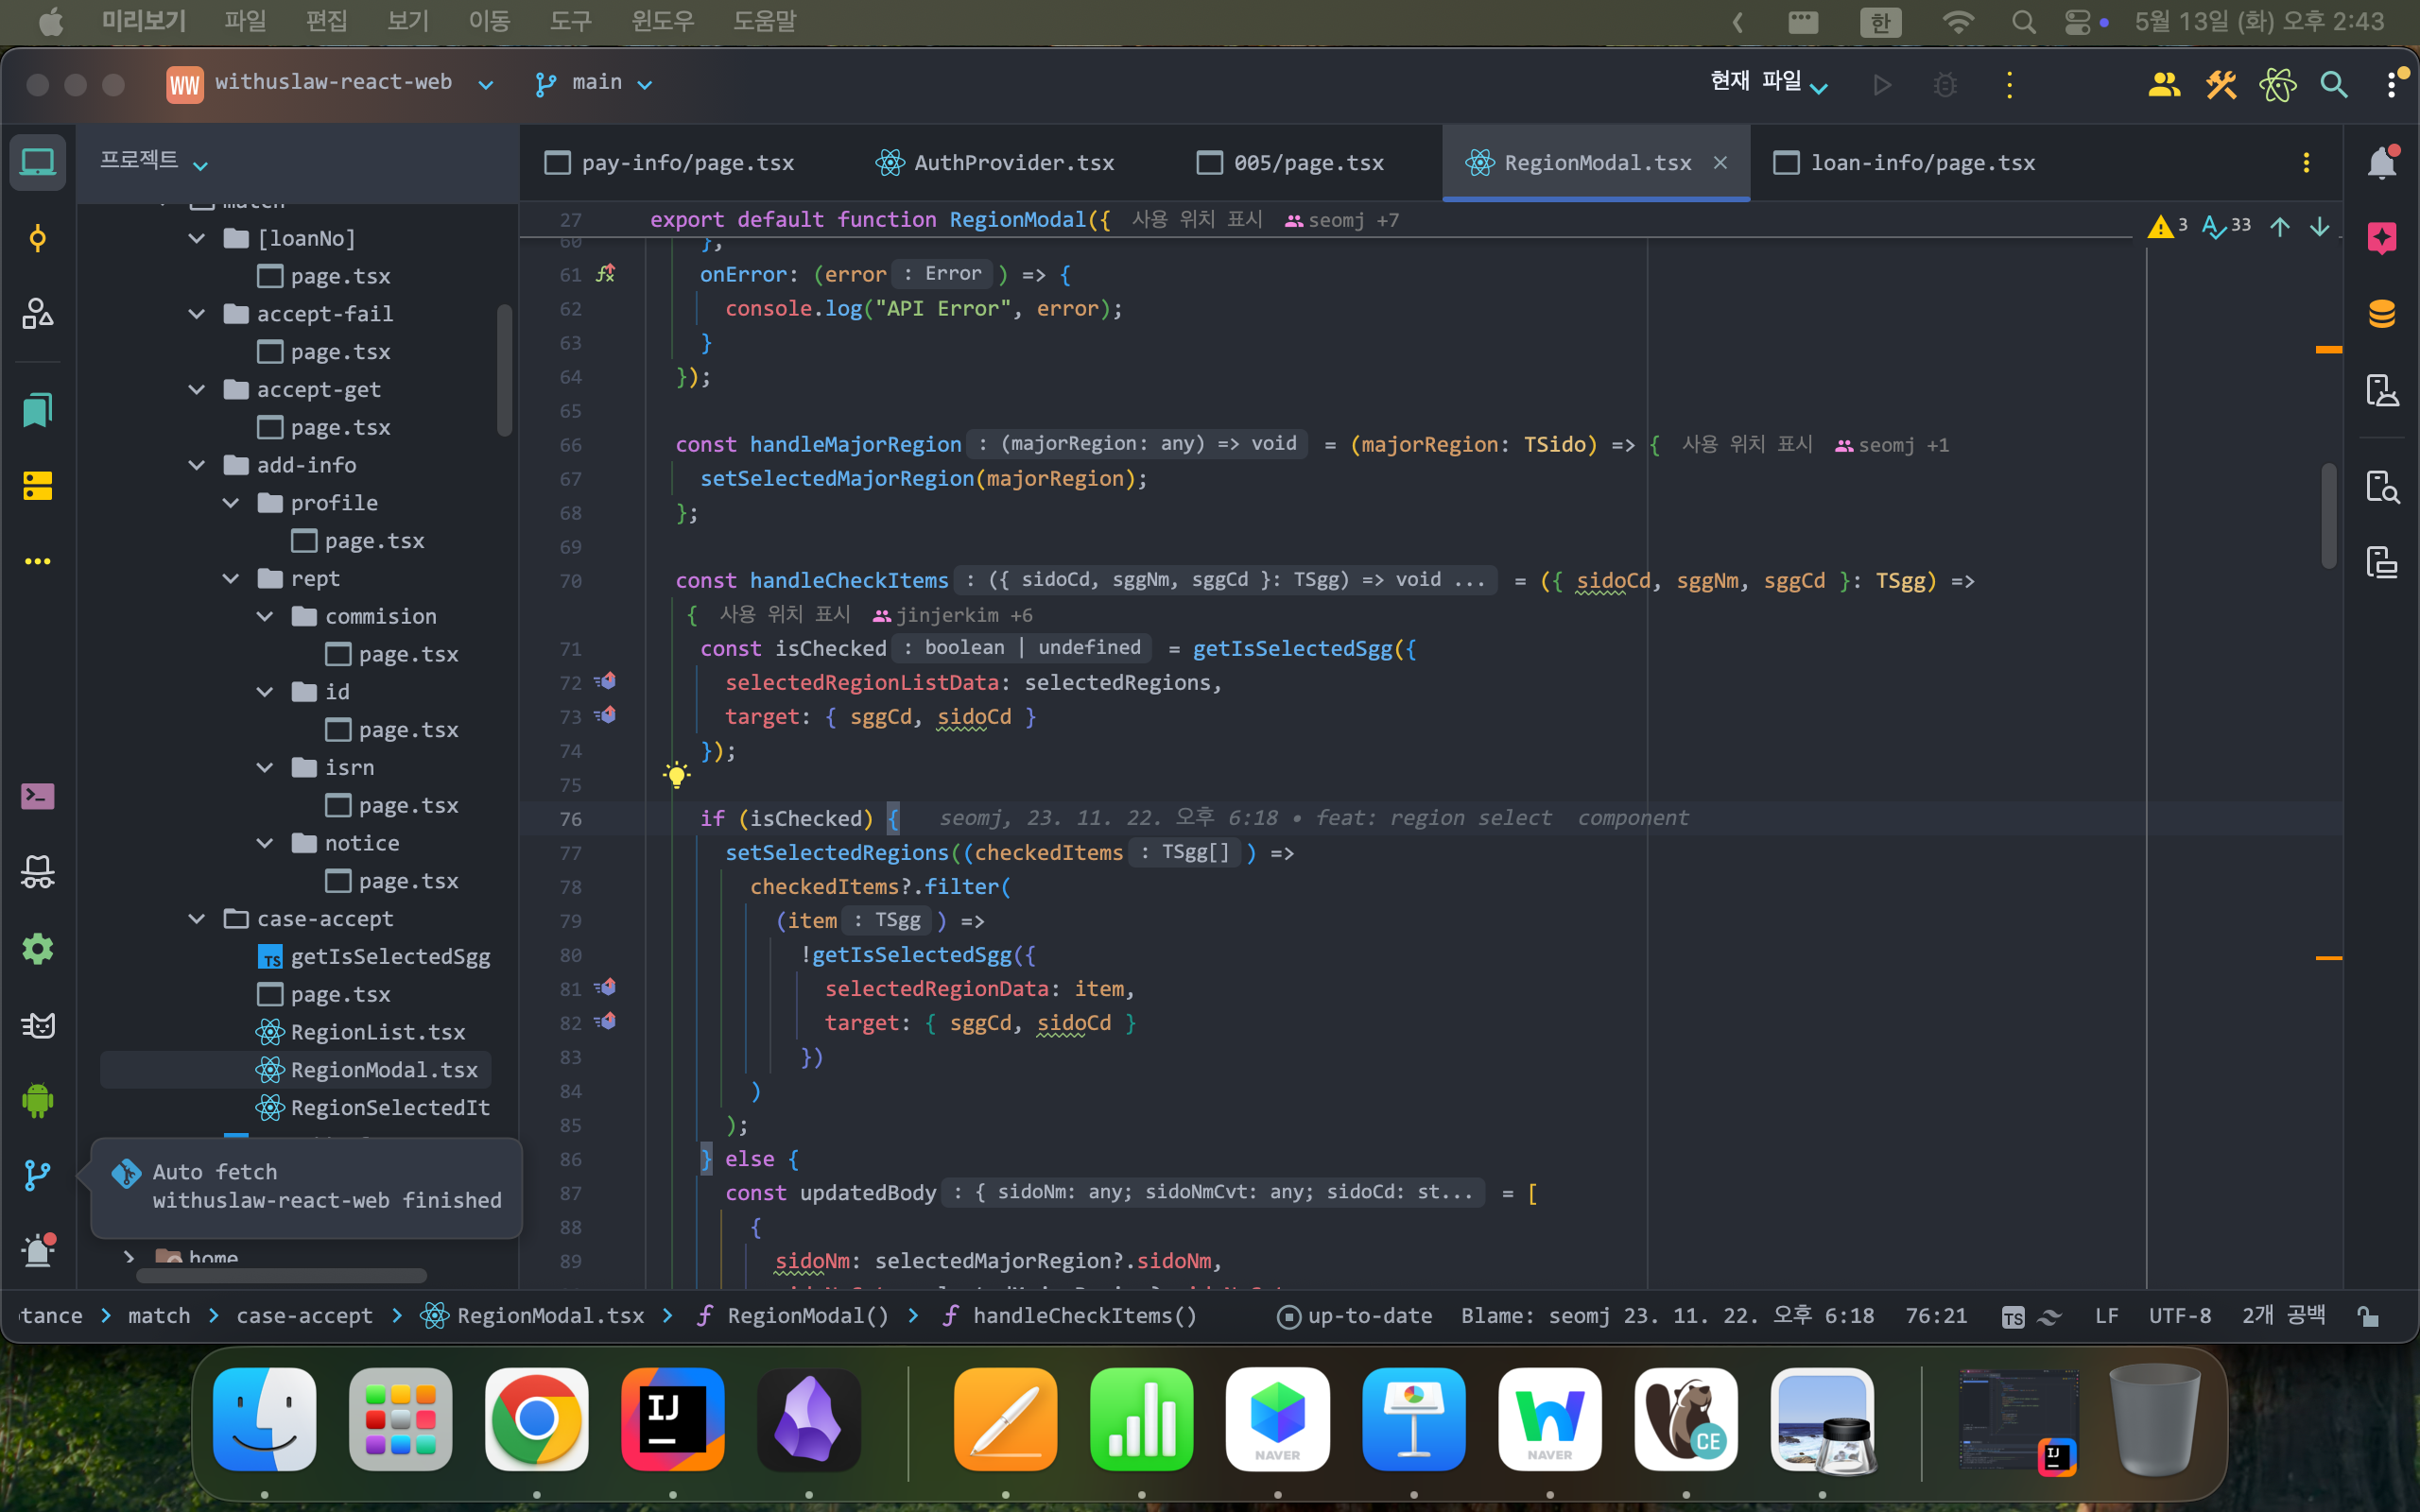 미리보기 파일 편집 보기 이동 도구 윈도우 도움말 한 5월 13일 (화) 오후 2:43
WW withuslaw-react-web main 현재 파일
프로젝트
pay-info/page.tsx AuthProvider.tsx 005/page.tsx RegionModal.tsx loan-info/page.tsx
match
[loanNo]
page.tsx
accept-fail
page.tsx
accept-get
page.tsx
add-info
profile
page.tsx
rept
commision
page.tsx
id
page.tsx
isrn
page.tsx
notice
page.tsx
case-accept
TS getIsSelectedSgg
page.tsx
RegionList.tsx
RegionModal.tsx
RegionSelectedIt
home
Auto fetch
withuslaw-react-web finished
27 export default function RegionModal({ 사용 위치 표시 seomj +7
3 33
60 },
61 onError: (error : Error ) => {
62 console.log("API Error", error);
63 }
64 });
65
66 const handleMajorRegion : (majorRegion: any) => void = (majorRegion: TSido) => { 사용 위치 표시 seomj +1
67 setSelectedMajorRegion(majorRegion);
68 };
69
70 const handleCheckItems : ({ sidoCd, sggNm, sggCd }: TSgg) => void ... = ({ sidoCd, sggNm, sggCd }: TSgg) =>
{ 사용 위치 표시 jinjerkim +6
71 const isChecked : boolean | undefined = getIsSelectedSgg({
72 selectedRegionListData: selectedRegions,
73 target: { sggCd, sidoCd }
74 });
75
76 if (isChecked) { seomj, 23. 11. 22. 오후 6:18 • feat: region select component
77 setSelectedRegions((checkedItems : TSgg[] ) =>
78 checkedItems?.filter(
79 (item : TSgg ) =>
80 !getIsSelectedSgg({
81 selectedRegionData: item,
82 target: { sggCd, sidoCd }
83 })
84 )
85 );
86 } else {
87 const updatedBody : { sidoNm: any; sidoNmCvt: any; sidoCd: st... = [
88 {
89 sidoNm: selectedMajorRegion?.sidoNm,
tance > match > case-accept > RegionModal.tsx > RegionModal() > handleCheckItems() up-to-date Blame: seomj 23. 11. 22. 오후 6:18 76:21 TS LF UTF-8 2개 공백
IJ NAVER NAVER CE IJ